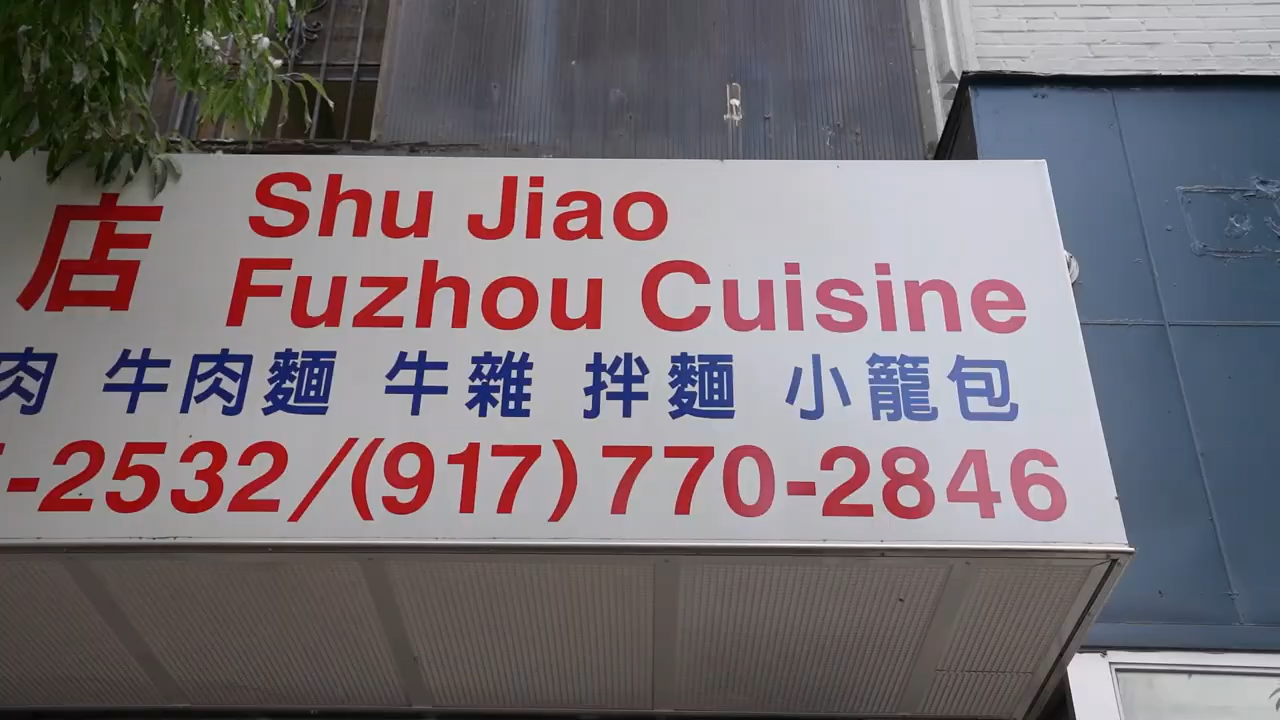 店 Shu Jiao
Fuzhou Cuisine
肉 牛肉麵 牛雜 拌麵 小籠包
-2532/(917)770-2846